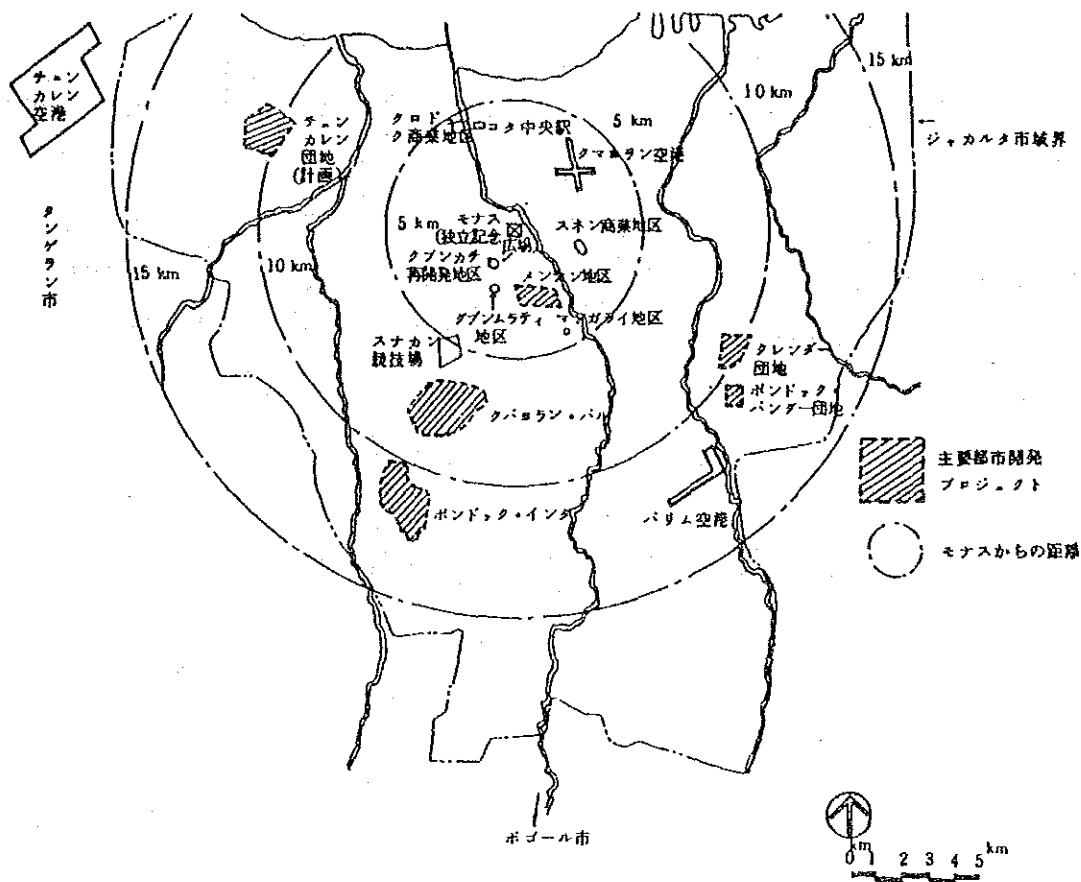 チェン
カレン
空港
タンゲラン市
15 km
10 km
チェン
カレン
団地
(計画)
クロド
ク商業地区
コタ中央駅
5 km
クマヨラン空港
10 km
15 km
ジャカルタ市域界
5 km
モナス
(独立記念
広場)
スネン商業地区
クブンカチ
再開発地区
メンテン地区
グブンムラティ
地区
マンガライ地区
スナカン
競技場
クレンダー
団地
ポンドック
バンダー団地
クバヨラン・バル
ポンドック・インダ
ハリム空港
主要都市開発
プロジェクト
モナスからの距離
ボゴール市
km
0 1 2 3 4 5
km